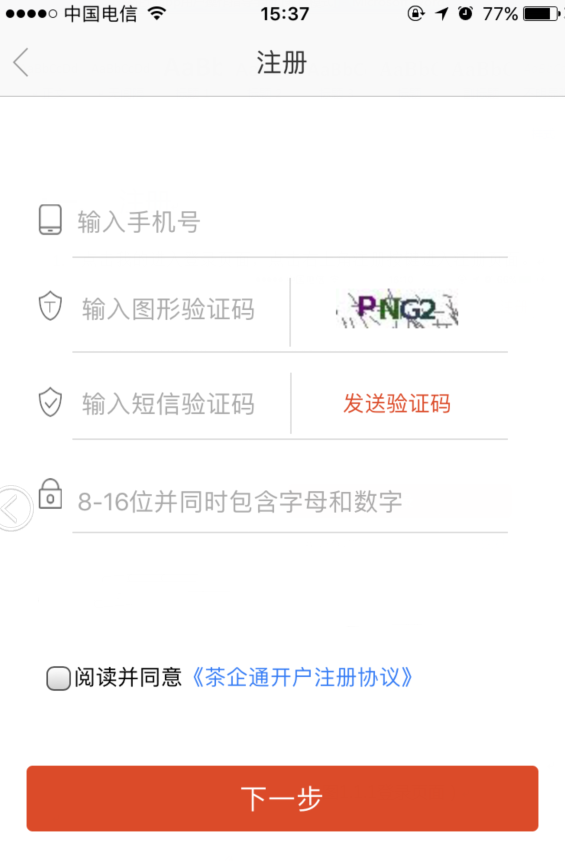 中国电信 15:37 77%
注册
输入手机号
输入图形验证码 PNG2
输入短信验证码 发送验证码
8-16位并同时包含字母和数字
阅读并同意《茶企通开户注册协议》
下一步